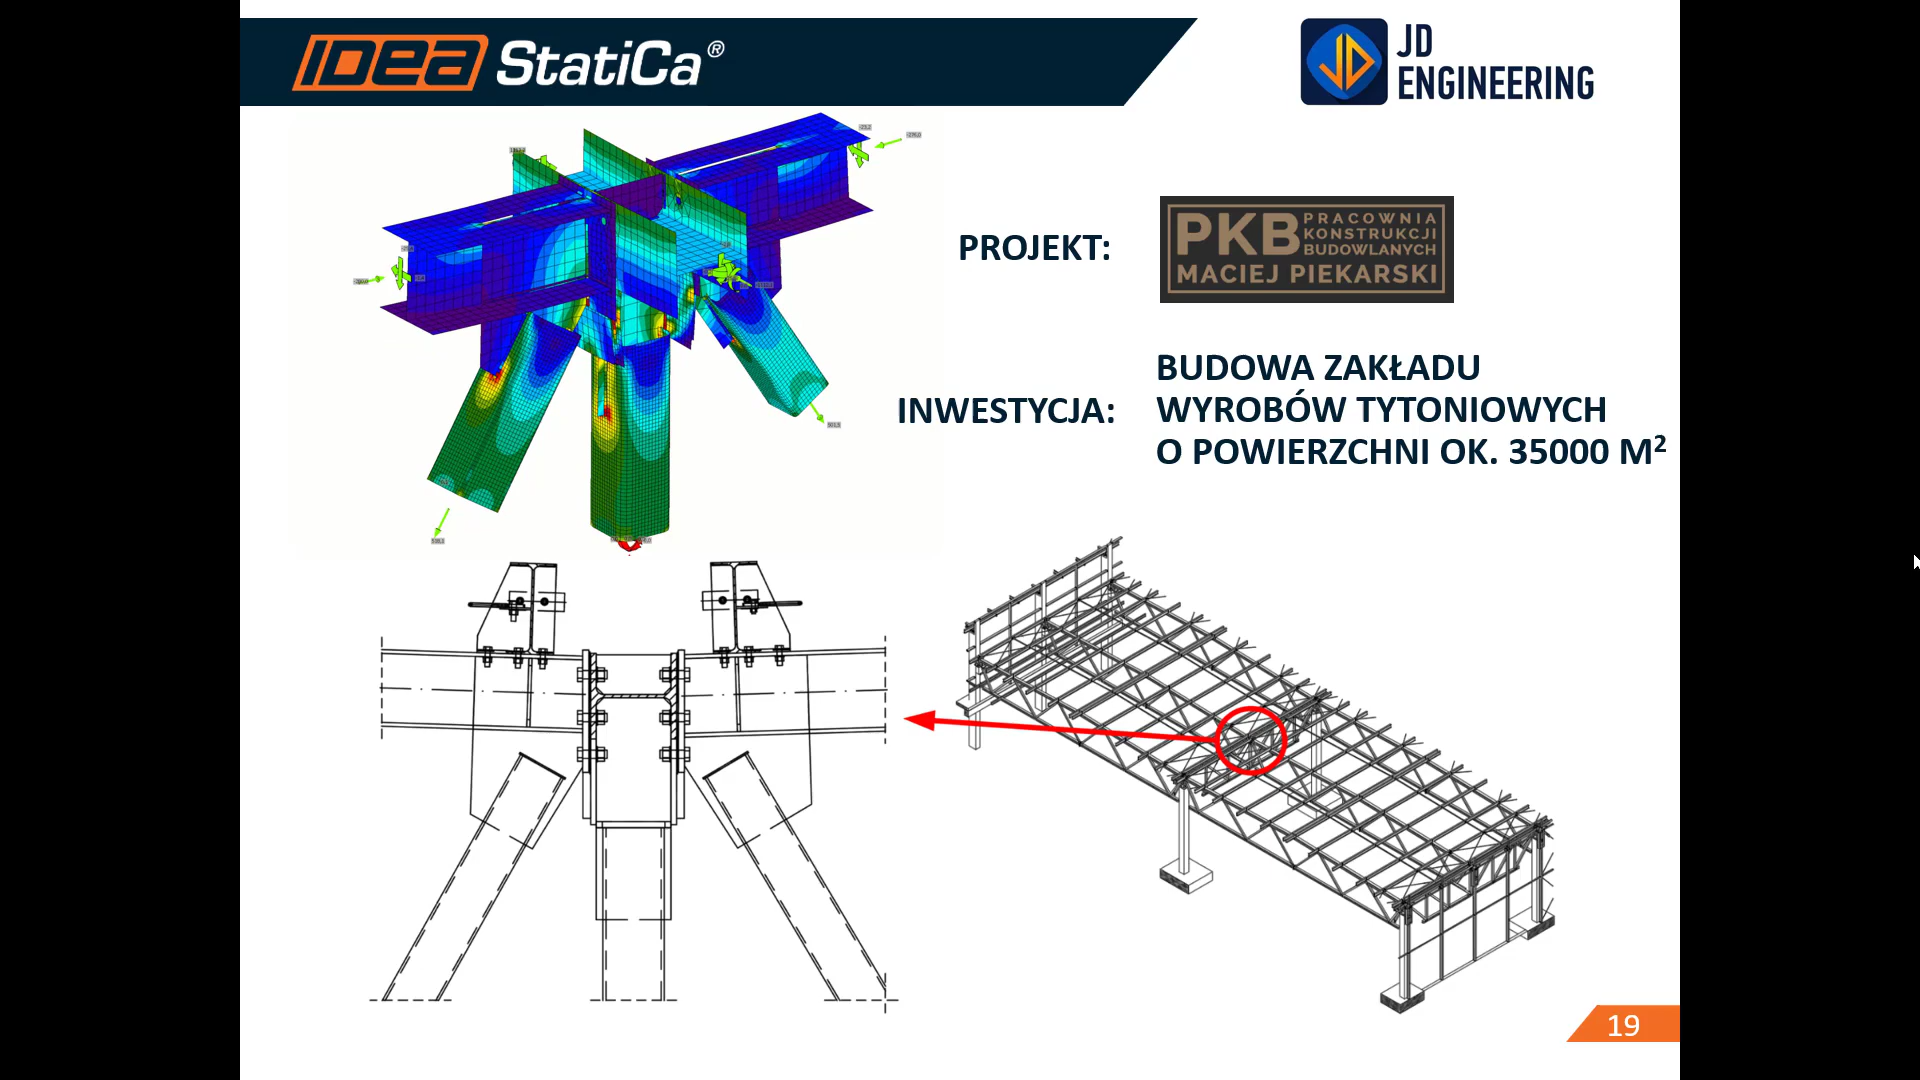 IDEA StatiCa®
JD
ENGINEERING
PROJEKT:
PKB PRACOWNIA
KONSTRUKCJI
BUDOWLANYCH
MACIEJ PIEKARSKI
INWESTYCJA:
BUDOWA ZAKŁADU
WYROBÓW TYTONIOWYCH
O POWIERZCHNI OK. 35000 M²
19